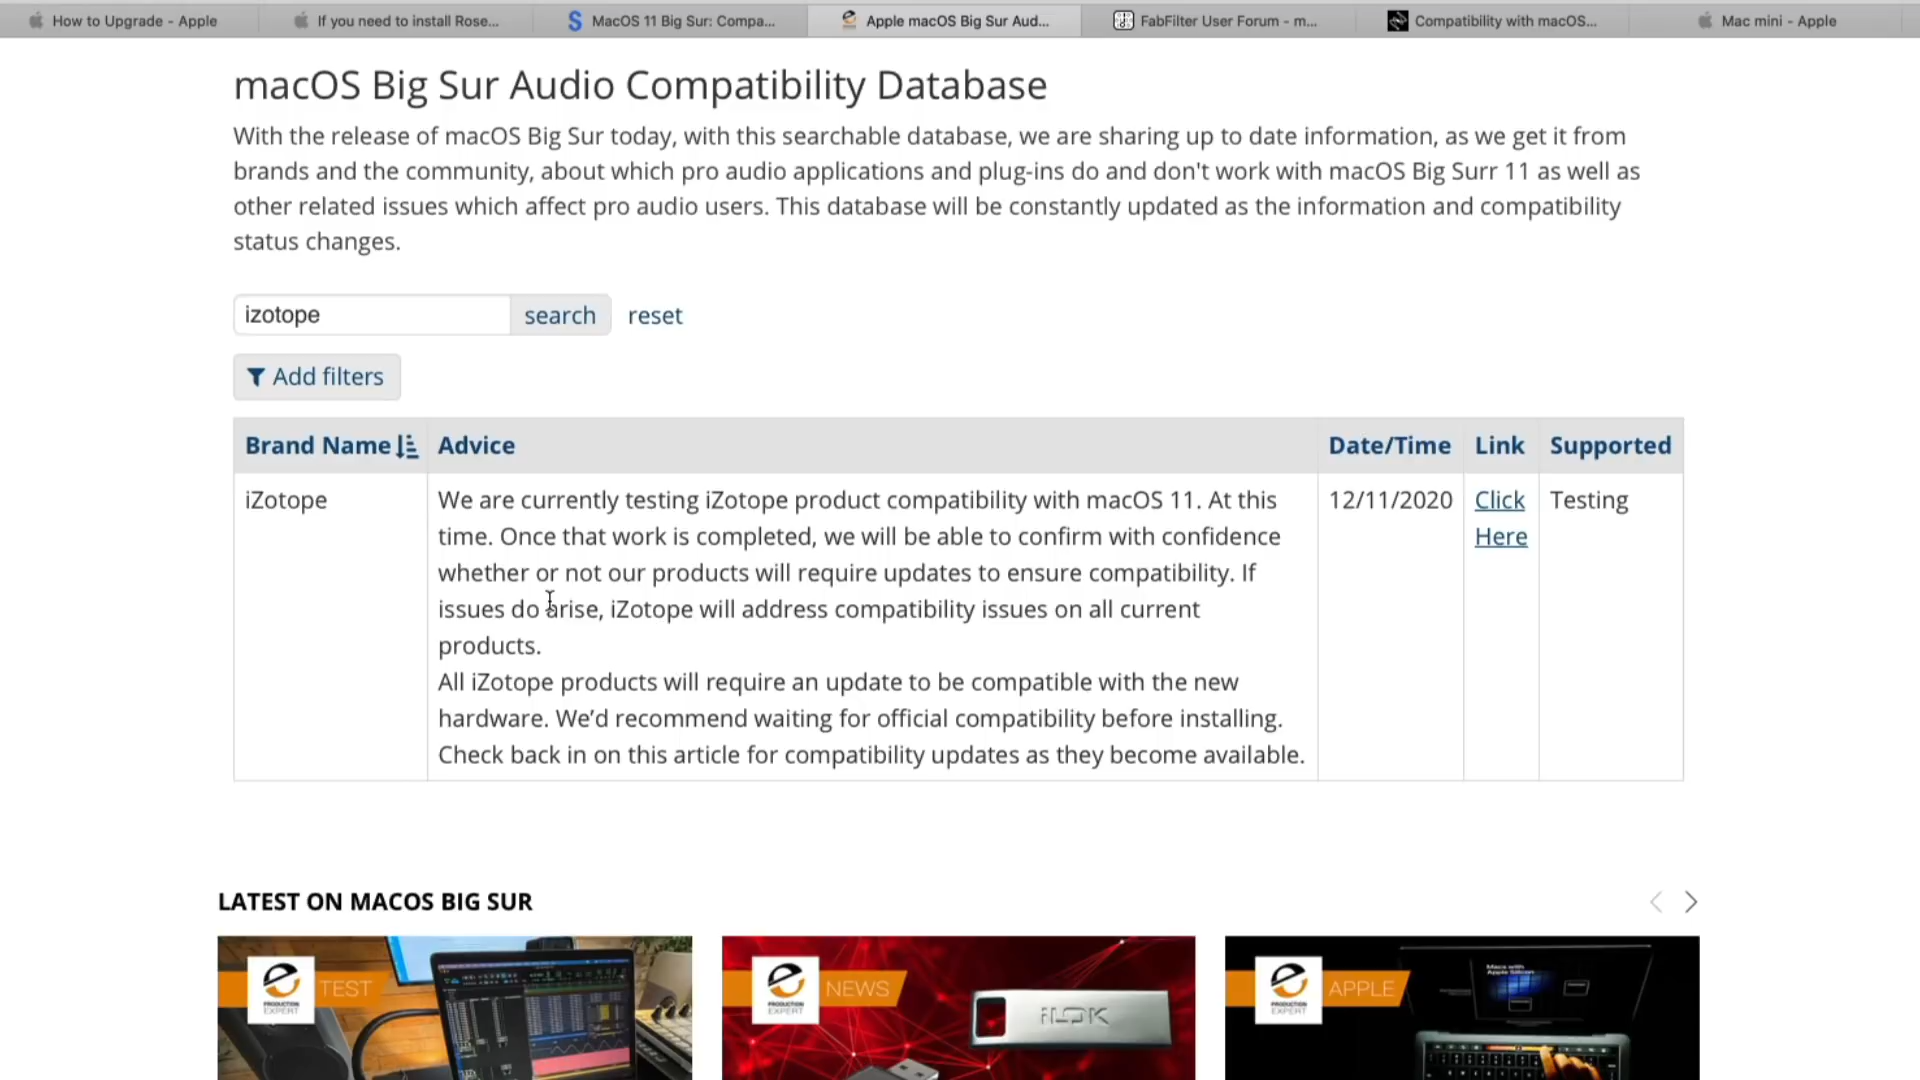 How to Upgrade - Apple
If you need to install Rose...
MacOS 11 Big Sur: Compa...
Apple macOS Big Sur Aud...
FabFilter User Forum - m...
Compatibility with macOS...
Mac mini - Apple
macOS Big Sur Audio Compatibility Database
With the release of macOS Big Sur today, with this searchable database, we are sharing up to date information, as we get it from
brands and the community, about which pro audio applications and plug-ins do and don't work with macOS Big Surr 11 as well as
other related issues which affect pro audio users. This database will be constantly updated as the information and compatibility
status changes.
izotope
search
reset
Add filters
Brand Name
Advice
Date/Time
Link
Supported
iZotope
We are currently testing iZotope product compatibility with macOS 11. At this
time. Once that work is completed, we will be able to confirm with confidence
whether or not our products will require updates to ensure compatibility. If
issues do arise, iZotope will address compatibility issues on all current
products.
All iZotope products will require an update to be compatible with the new
hardware. We’d recommend waiting for official compatibility before installing.
Check back in on this article for compatibility updates as they become available.
12/11/2020
Click
Here
Testing
LATEST ON MACOS BIG SUR
PRODUCTION
EXPERT
TEST
PRODUCTION
EXPERT
NEWS
iLOK
PRODUCTION
EXPERT
APPLE
Macs with
Apple Silicon